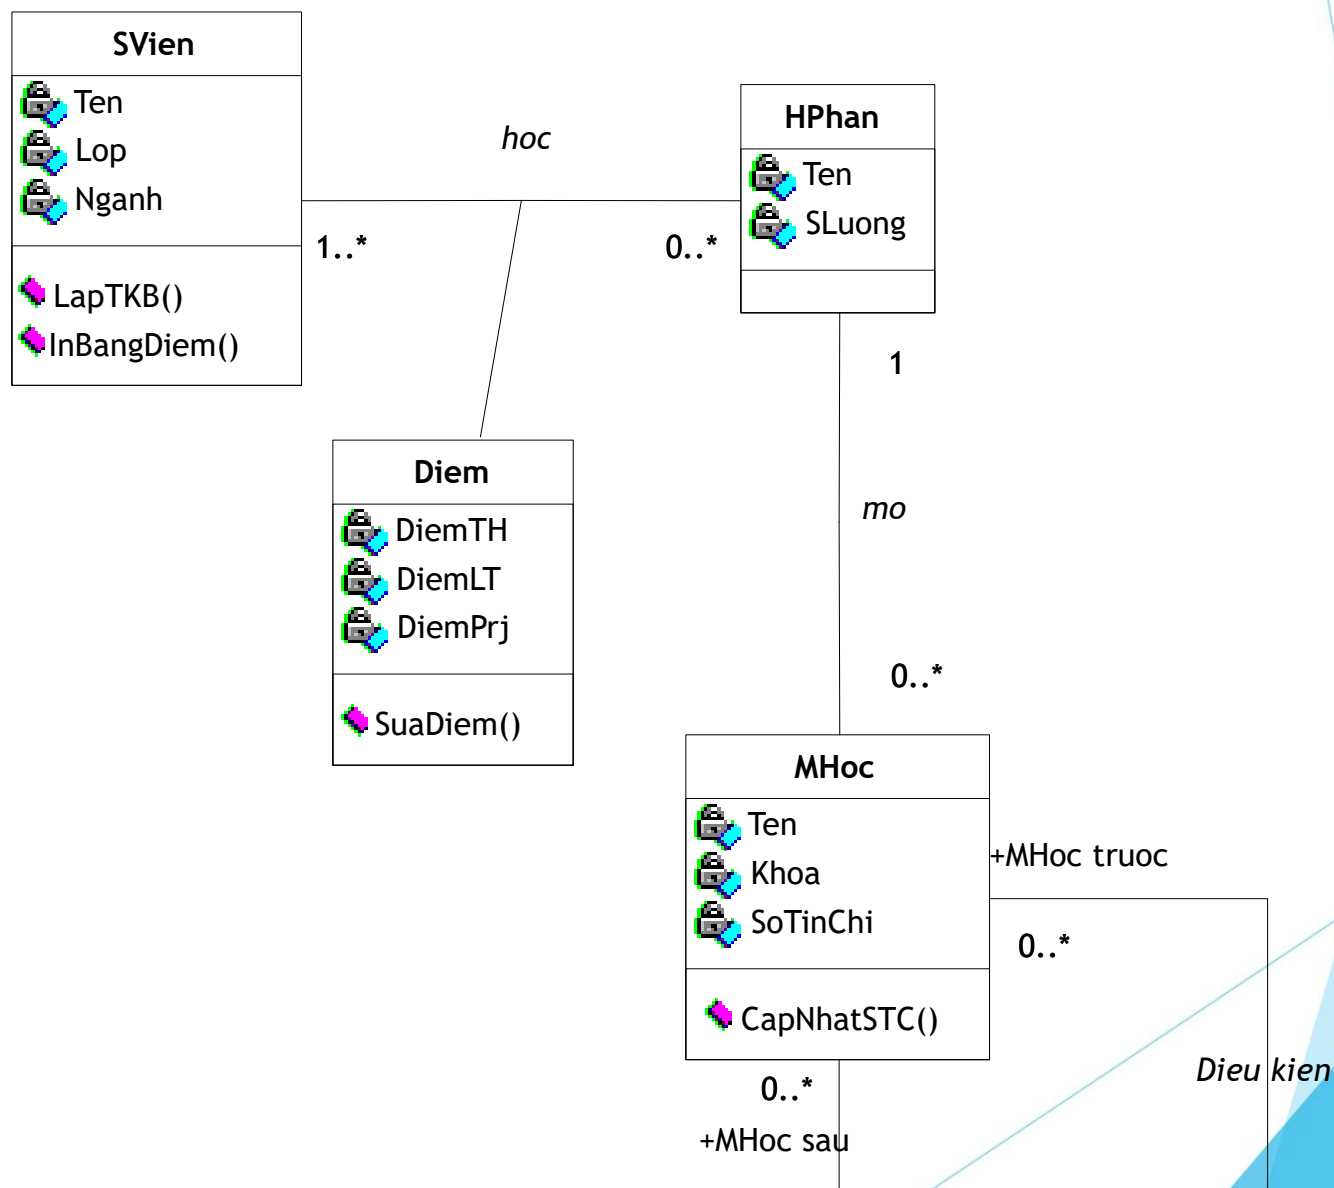 SVien
Ten
Lop
Nganh
LapTKB()
InBangDiem()
hoc
1..*
0..*
HPhan
Ten
SLuong
1
mo
0..*
Diem
DiemTH
DiemLT
DiemPrj
SuaDiem()
MHoc
Ten
Khoa
SoTinChi
CapNhatSTC()
+MHoc truoc
0..*
Dieu kien
0..*
+MHoc sau